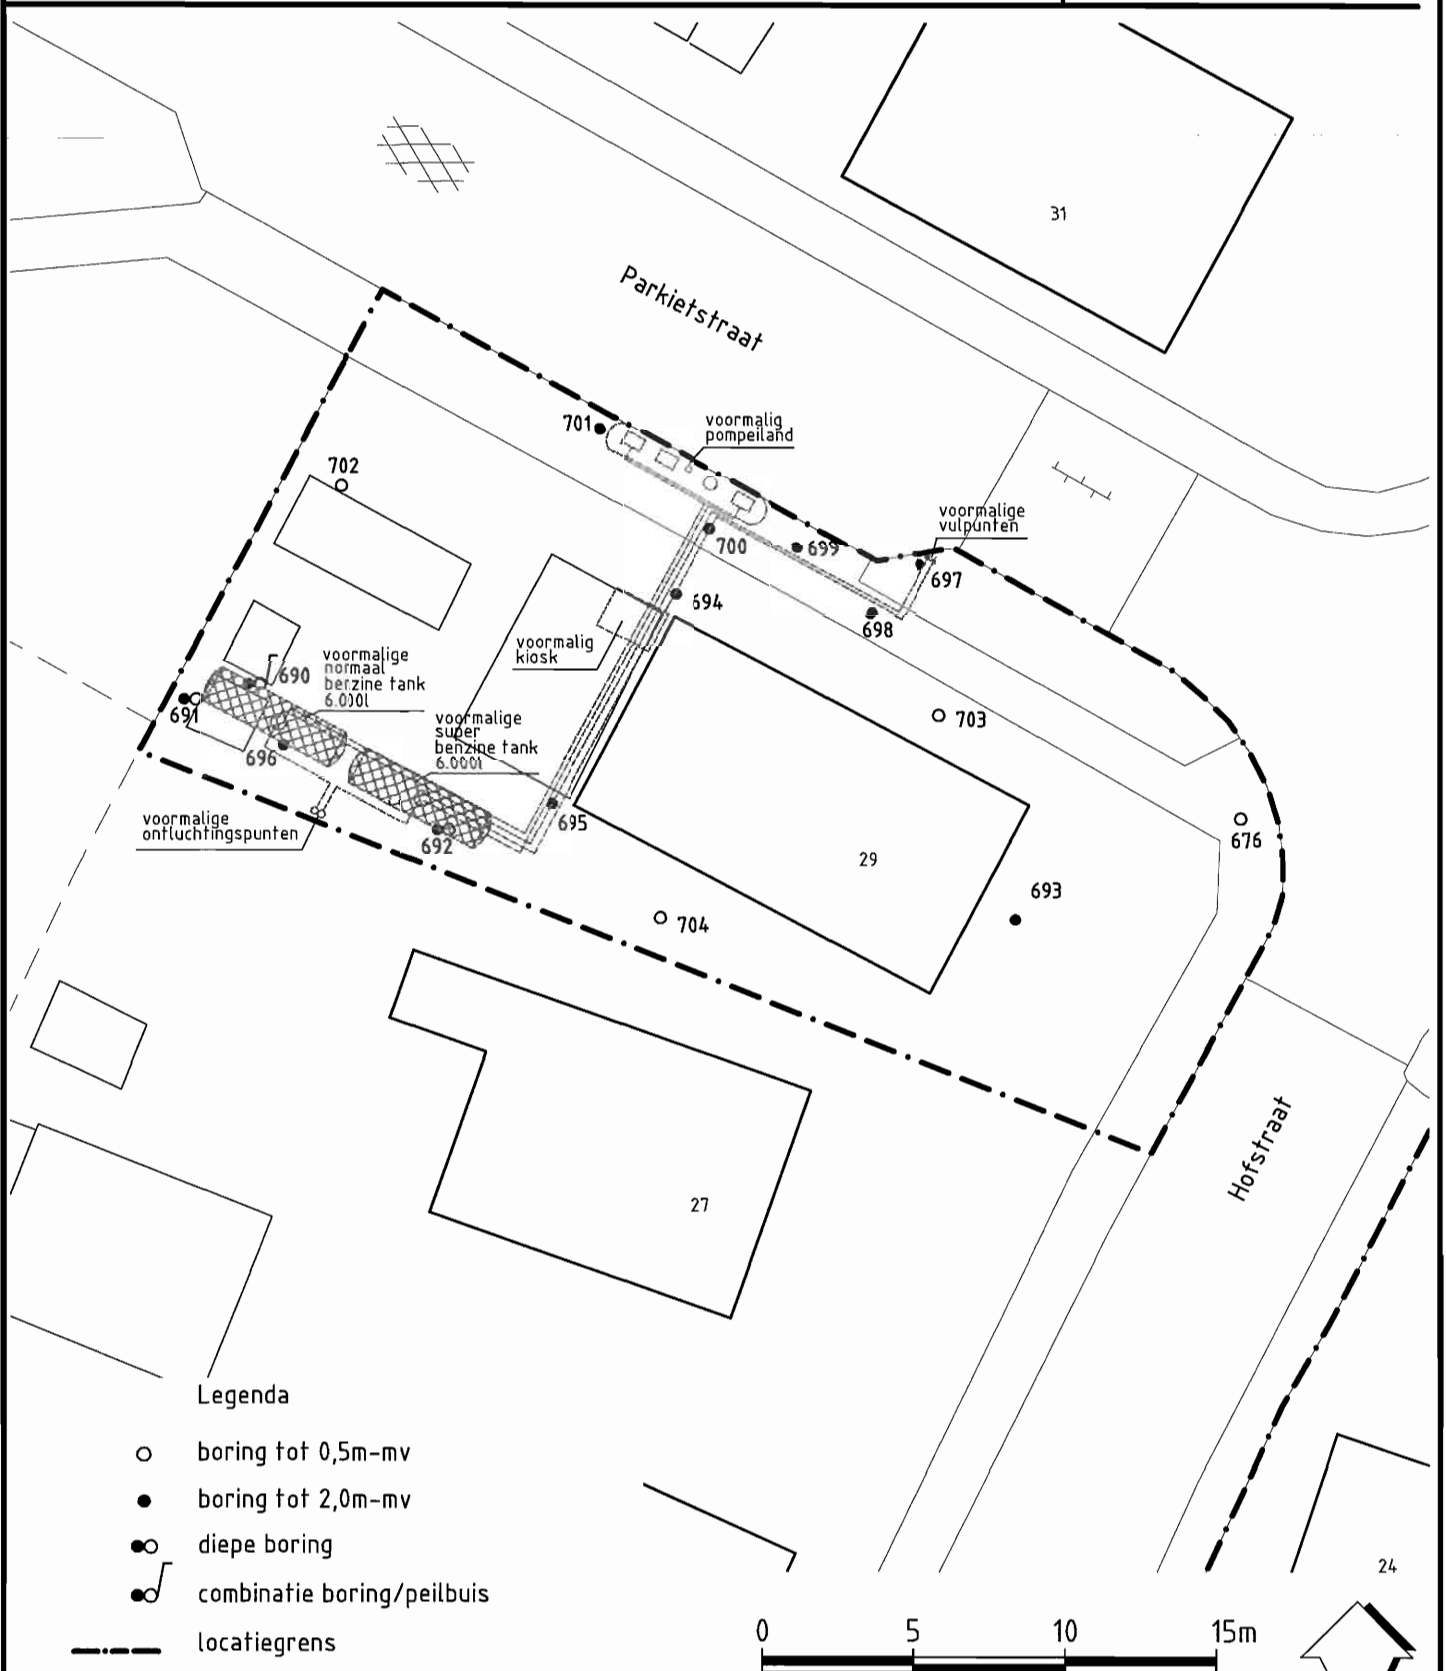 31
Parkietstraat
voormalig
pompeiland
701
702
voormalige
vulpunten
700
699
697
694
698
voormalig
kiosk
voormalige
normaal
benzine tank
6.000l
690
691
voormalige
super
benzine tank
6.000l
703
696
voormalige
ontluchtingspunten
695
692
676
29
693
704
27
Hofstraat
Legenda
boring tot 0,5m-mv
boring tot 2,0m-mv
diepe boring
combinatie boring/peilbuis
locatiegrens
24
0 5 10 15m